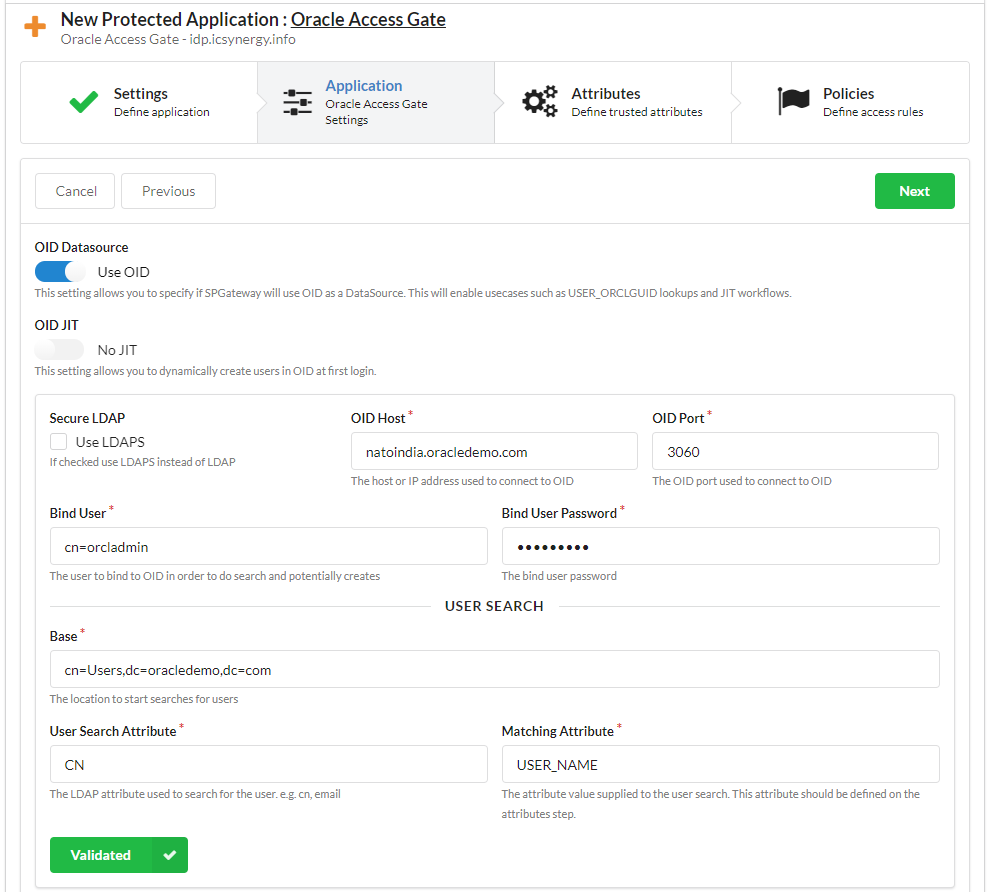 New Protected Application : Oracle Access Gate
Oracle Access Gate - idp.icsynergy.info
Settings
Define application
Application
Oracle Access Gate
Settings
Attributes
Define trusted attributes
Policies
Define access rules
Cancel
Previous
Next
OID Datasource
Use OID
This setting allows you to specify if SPGateway will use OID as a DataSource. This will enable usecases such as USER_ORCLGUID lookups and JIT workflows.
OID JIT
No JIT
This setting allows you to dynamically create users in OID at first login.
Secure LDAP
Use LDAPS
If checked use LDAPS instead of LDAP
OID Host *
natoindia.oracledemo.com
The host or IP address used to connect to OID
OID Port *
3060
The OID port used to connect to OID
Bind User *
cn=orcladmin
The user to bind to OID in order to do search and potentially creates
Bind User Password *
•••••••••
The bind user password
USER SEARCH
Base *
cn=Users,dc=oracledemo,dc=com
The location to start searches for users
User Search Attribute *
CN
The LDAP attribute used to search for the user. e.g. cn, email
Matching Attribute *
USER_NAME
The attribute value supplied to the user search. This attribute should be defined on the
attributes step.
Validated